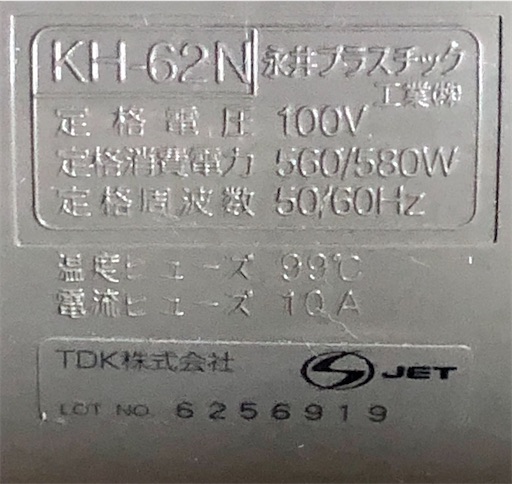 KH-62N 永井プラスチック
工業㈱
定格電圧 100V
定格消費電力 560/580W
定格周波数 50/60Hz
温度ヒューズ 99℃
電流ヒューズ 10A
TDK株式会社
S JET
LOT NO. 6256919